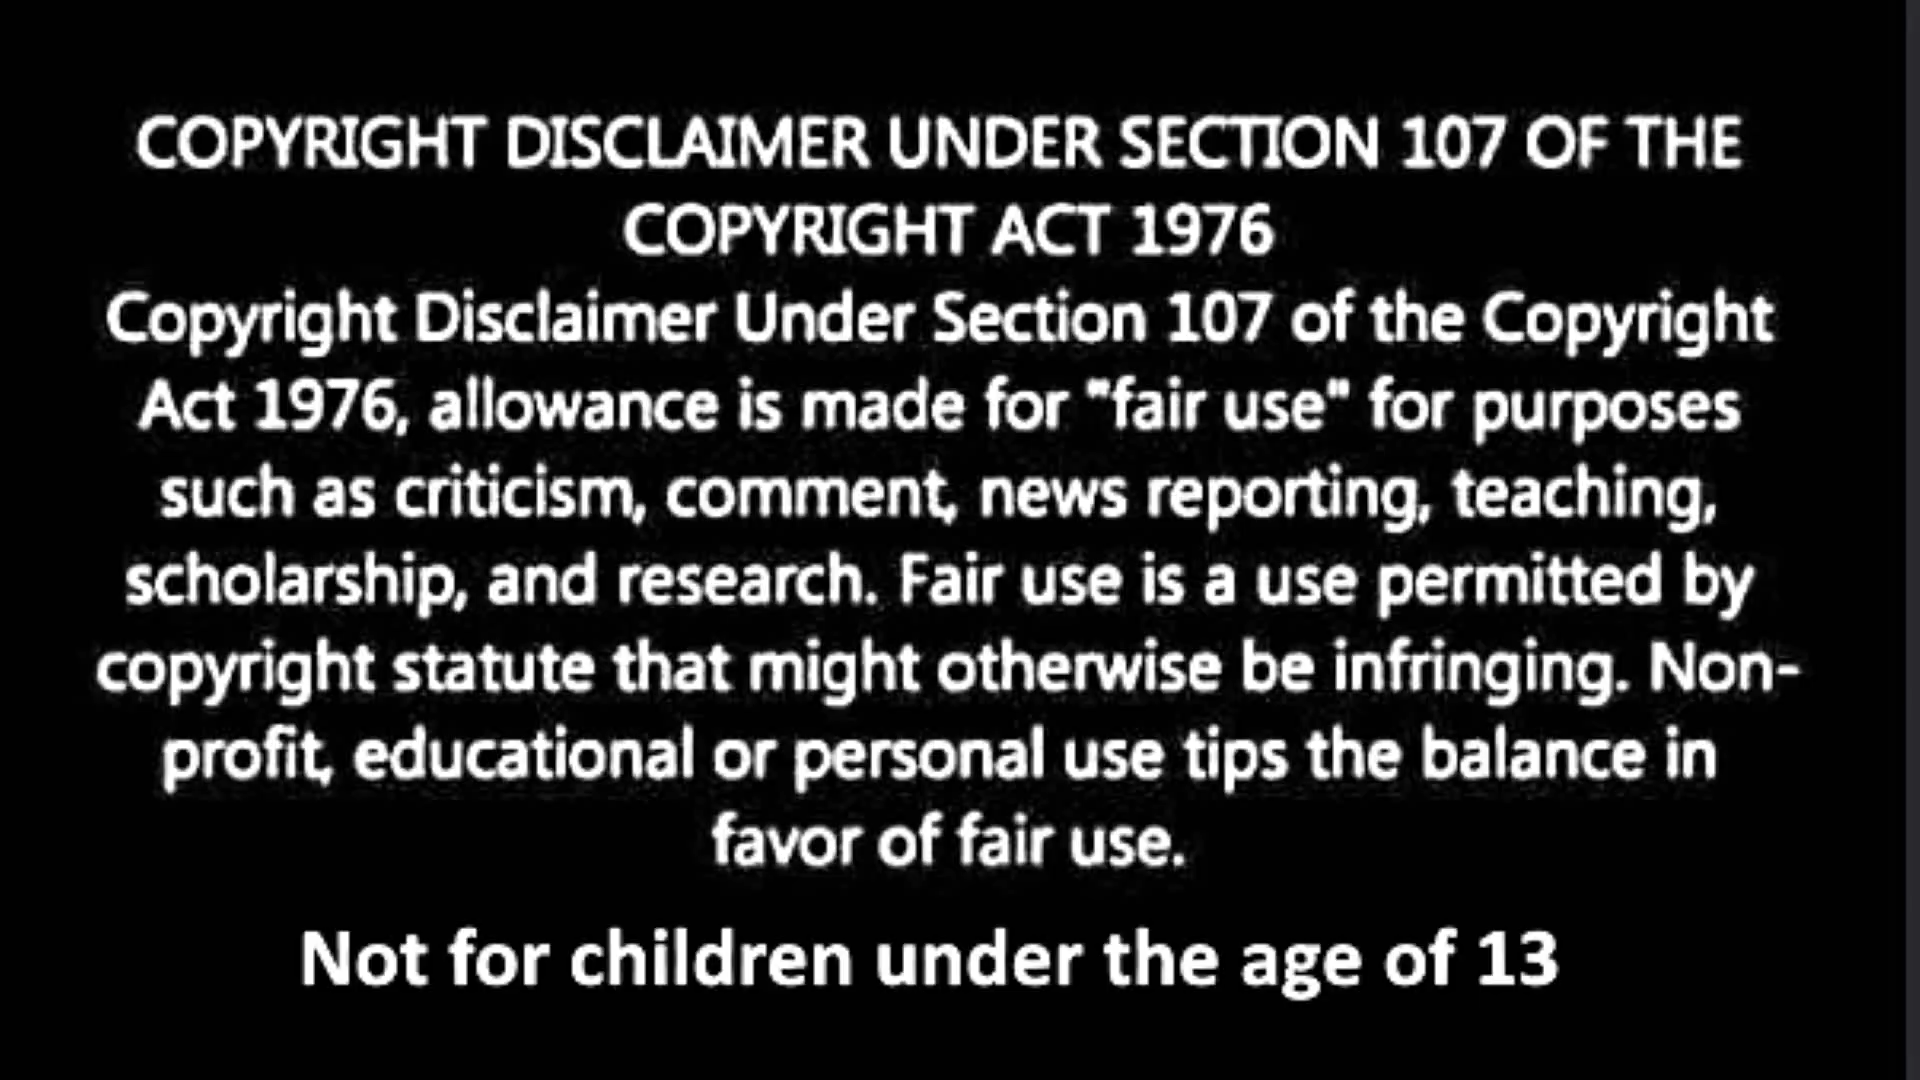 COPYRIGHT DISCLAIMER UNDER SECTION 107 OF THE
COPYRIGHT ACT 1976
Copyright Disclaimer Under Section 107 of the Copyright
Act 1976, allowance is made for "fair use" for purposes
such as criticism, comment, news reporting, teaching,
scholarship, and research. Fair use is a use permitted by
copyright statute that might otherwise be infringing. Non-
profit, educational or personal use tips the balance in
favor of fair use.
Not for children under the age of 13